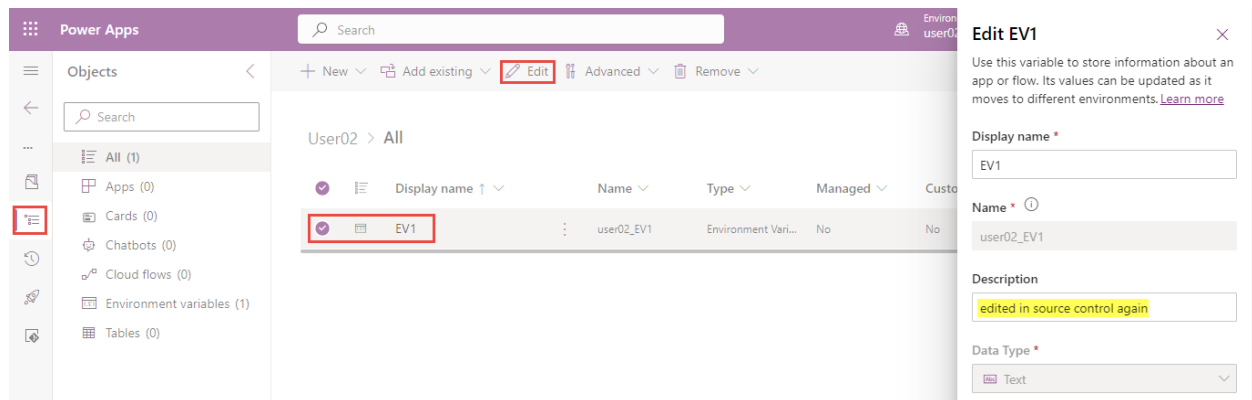 Power Apps
Search
Environ
user02
Objects
New
Add existing
Edit
Advanced
Remove
Search
All (1)
Apps (0)
Cards (0)
Chatbots (0)
Cloud flows (0)
Environment variables (1)
Tables (0)
User02 > All
Display name ↑
Name
Type
Managed
Custo
EV1
user02_EV1
Environment Vari...
No
No
Edit EV1
Use this variable to store information about an
app or flow. Its values can be updated as it
moves to different environments. Learn more
Display name *
EV1
Name *
user02_EV1
Description
edited in source control again
Data Type *
Abc Text